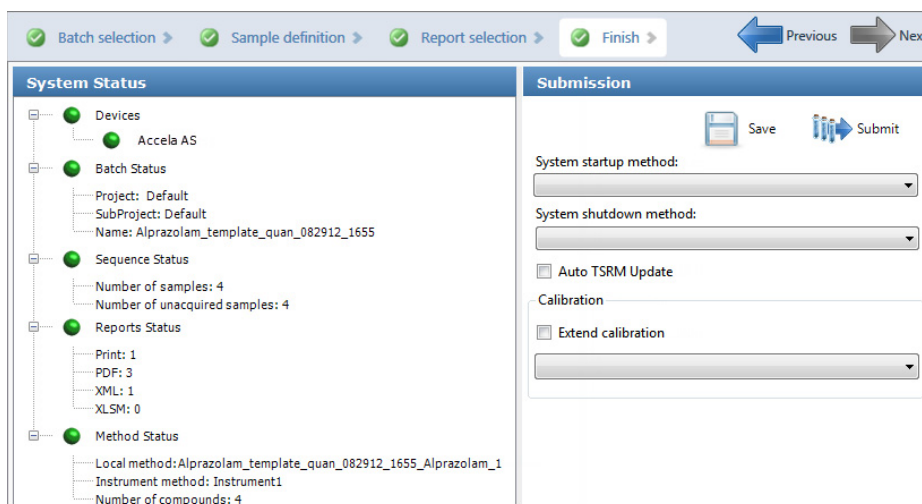 Batch selection
Sample definition
Report selection
Finish
Previous
Nex
System Status
Devices
Accela AS
Batch Status
Project: Default
SubProject: Default
Name: Alprazolam_template_quan_082912_1655
Sequence Status
Number of samples: 4
Number of unacquired samples: 4
Reports Status
Print: 1
PDF: 3
XML: 1
XLSM: 0
Method Status
Local method:Alprazolam_template_quan_082912_1655_Alprazolam_1
Instrument method: Instrument1
Number of compounds: 4
Submission
Save
Submit
System startup method:
System shutdown method:
Auto TSRM Update
Calibration
Extend calibration